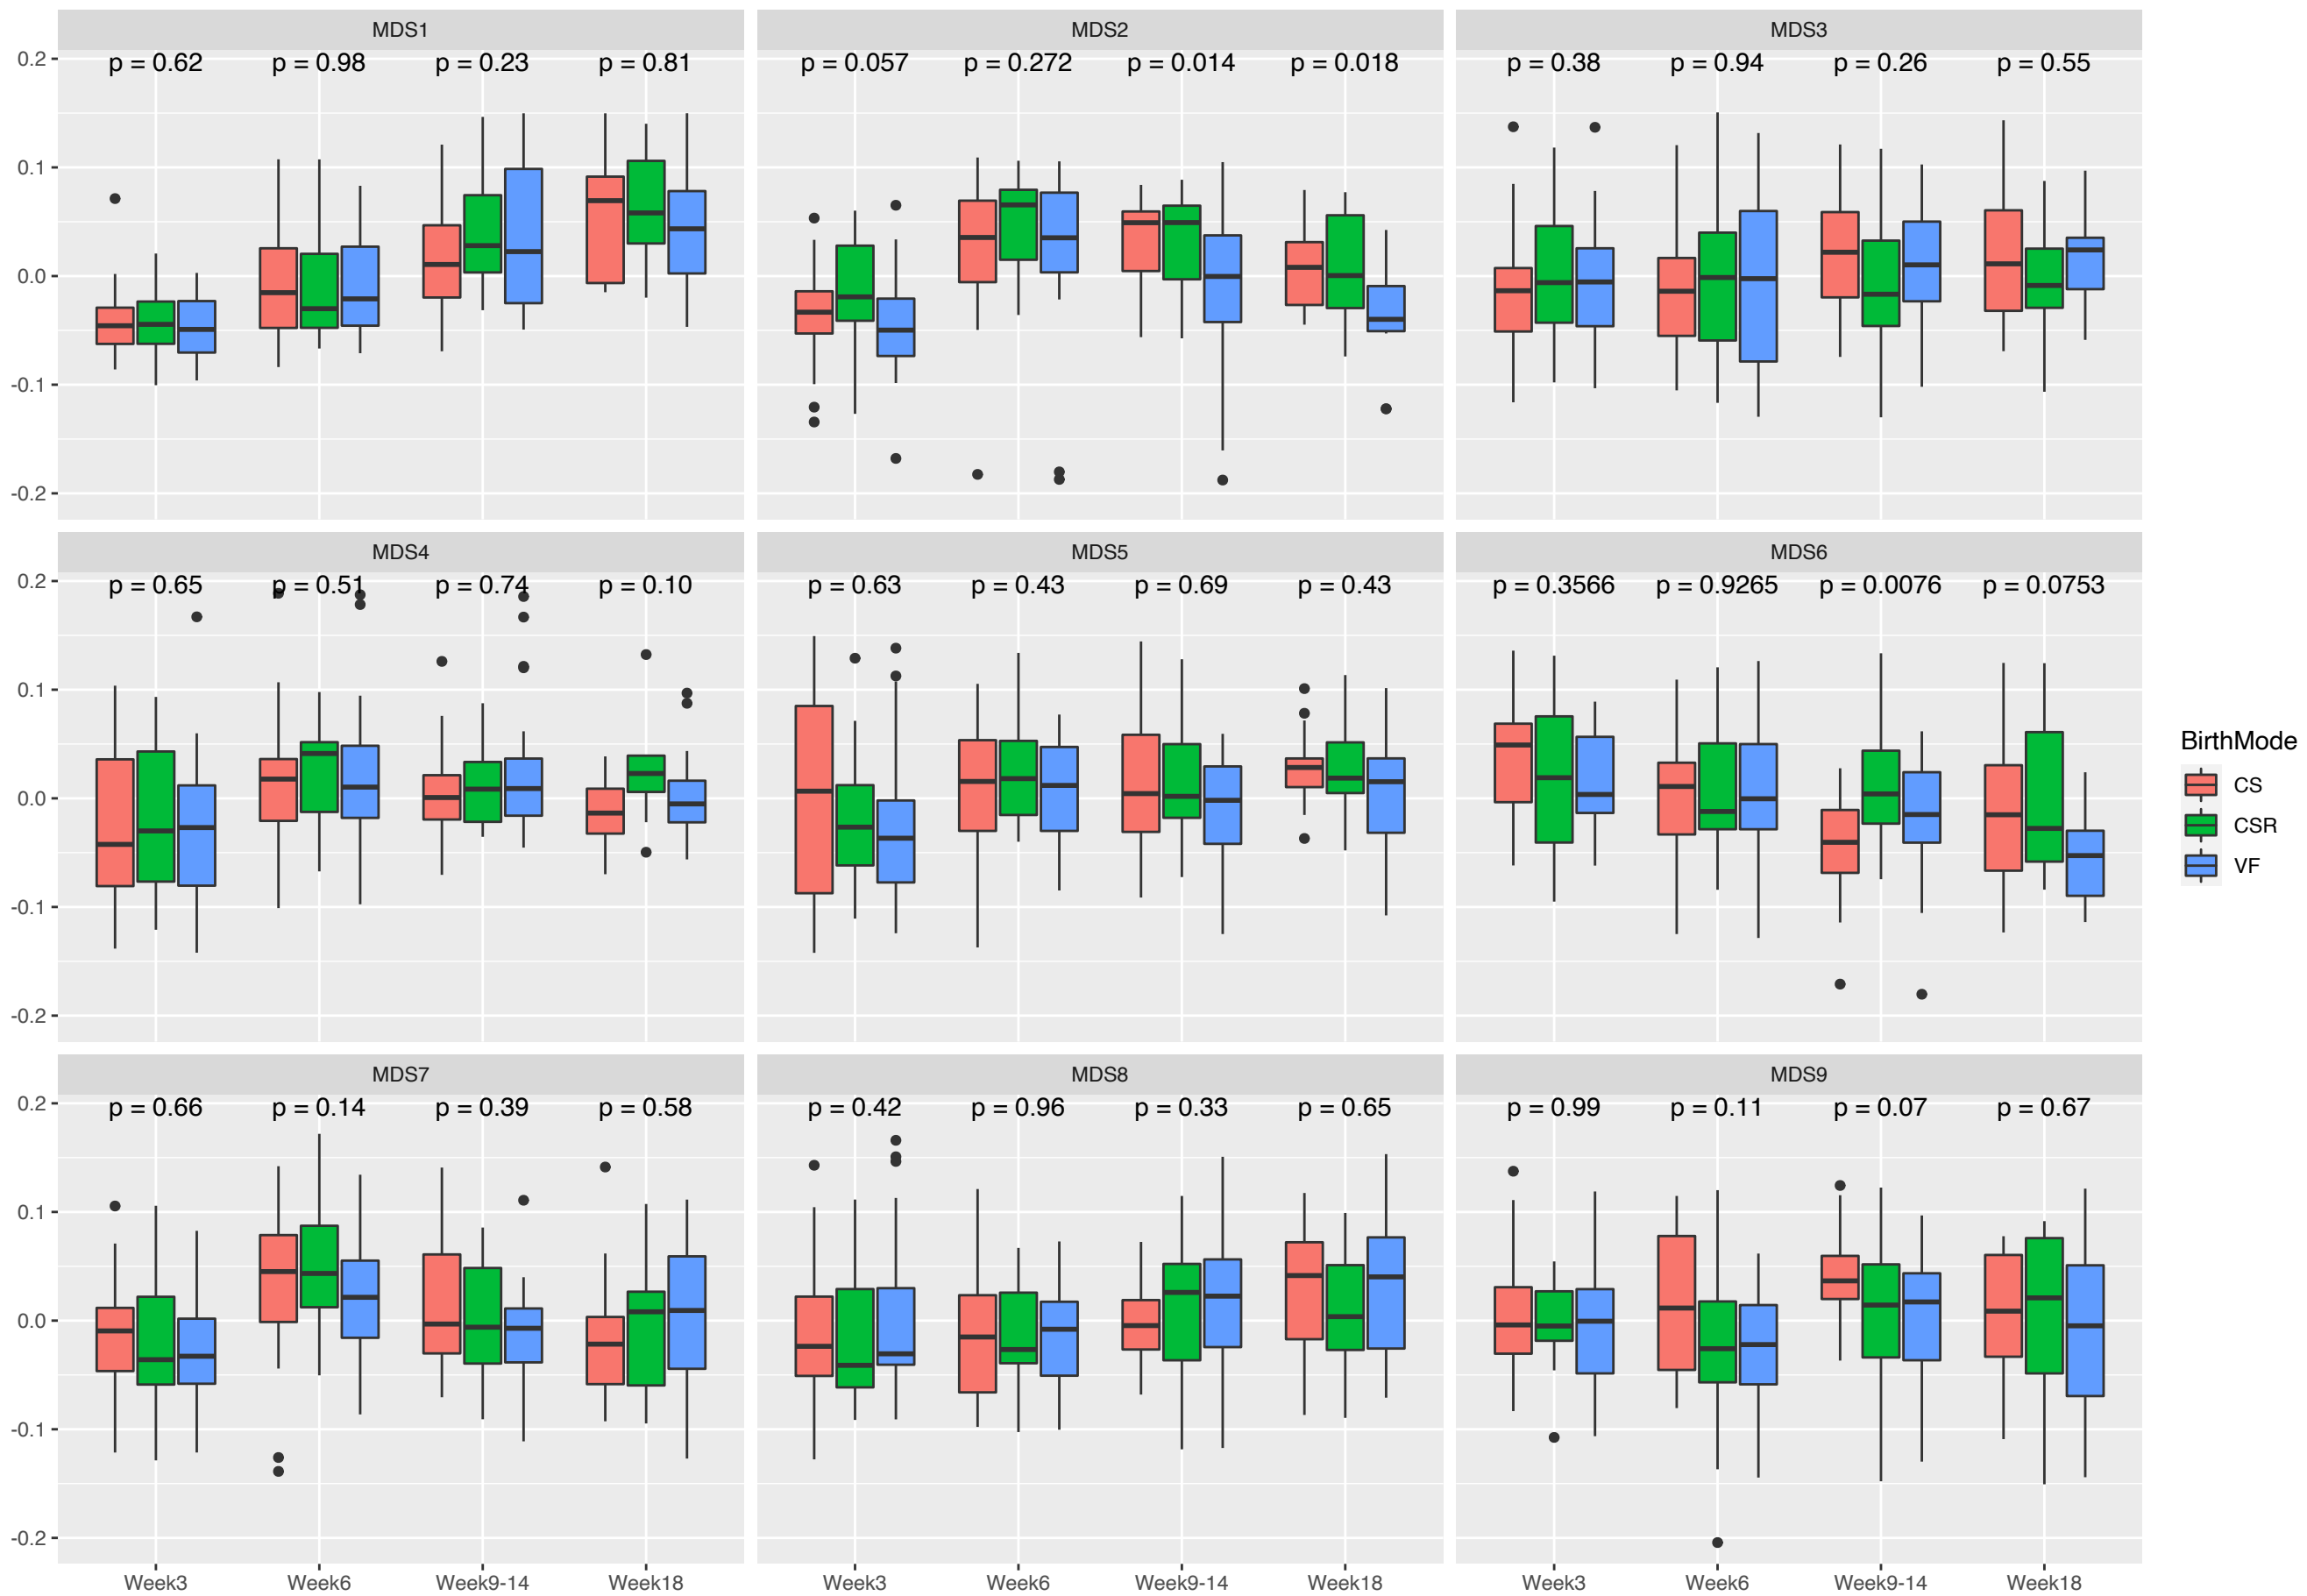 MDS1 MDS2 MDS3
p = 0.62 p = 0.98 p = 0.23 p = 0.81 p = 0.057 p = 0.272 p = 0.014 p = 0.018 p = 0.38 p = 0.94 p = 0.26 p = 0.55
0.2
0.1
0.0
-0.1
-0.2
MDS4 MDS5 MDS6
p = 0.65 p = 0.51 p = 0.74 p = 0.10 p = 0.63 p = 0.43 p = 0.69 p = 0.43 p = 0.3566 p = 0.9265 p = 0.0076 p = 0.0753
0.2
0.1
0.0
-0.1
-0.2
MDS7 MDS8 MDS9
p = 0.66 p = 0.14 p = 0.39 p = 0.58 p = 0.42 p = 0.96 p = 0.33 p = 0.65 p = 0.99 p = 0.11 p = 0.07 p = 0.67
0.2
0.1
0.0
-0.1
-0.2
Week3 Week6 Week9-14 Week18 Week3 Week6 Week9-14 Week18 Week3 Week6 Week9-14 Week18
BirthMode
CS
CSR
VF